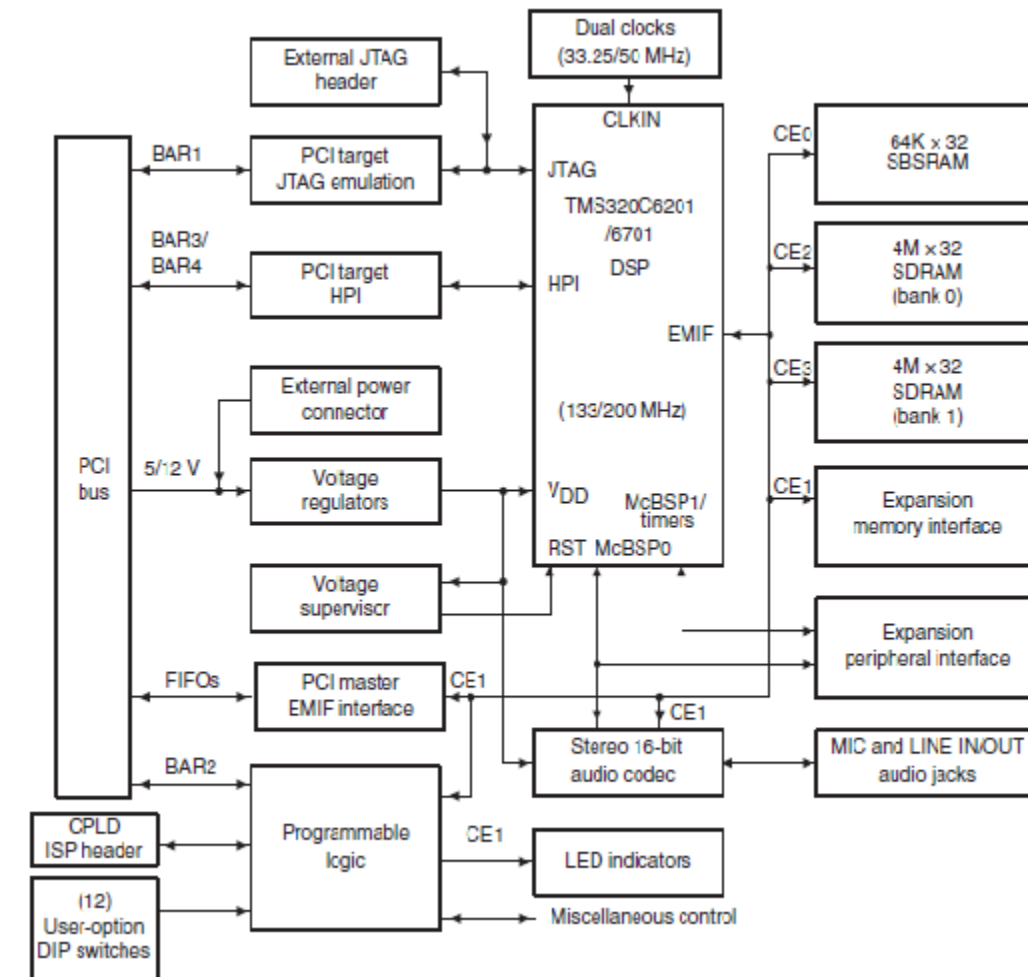 Dual clocks
(33.25/50 MHz)
External JTAG
header
CLKIN
CE0
64K × 32
SBSRAM
BAR1
PCI target
JTAG emulation
JTAG
TMS320C6201
/6701
DSP
BAR3/
BAR4
PCI target
HPI
HPI
CE2
4M × 32
SDRAM
(bank 0)
EMIF
CE3
4M × 32
SDRAM
(bank 1)
External power
connector
(133/200 MHz)
PCI
bus
5/12 V
Votage
regulators
VDD
McBSP1/
timers
RST McBSP0
CE1
Expansion
memory interface
Votage
supervisor
Expansion
peripheral interface
FIFOs
PCI master
EMIF interface
CE1
CE1
Stereo 16-bit
audio codec
MIC and LINE IN/OUT
audio jacks
BAR2
Programmable
logic
CE1
LED indicators
Miscellaneous control
CPLD
ISP header
(12)
User-option
DIP switches